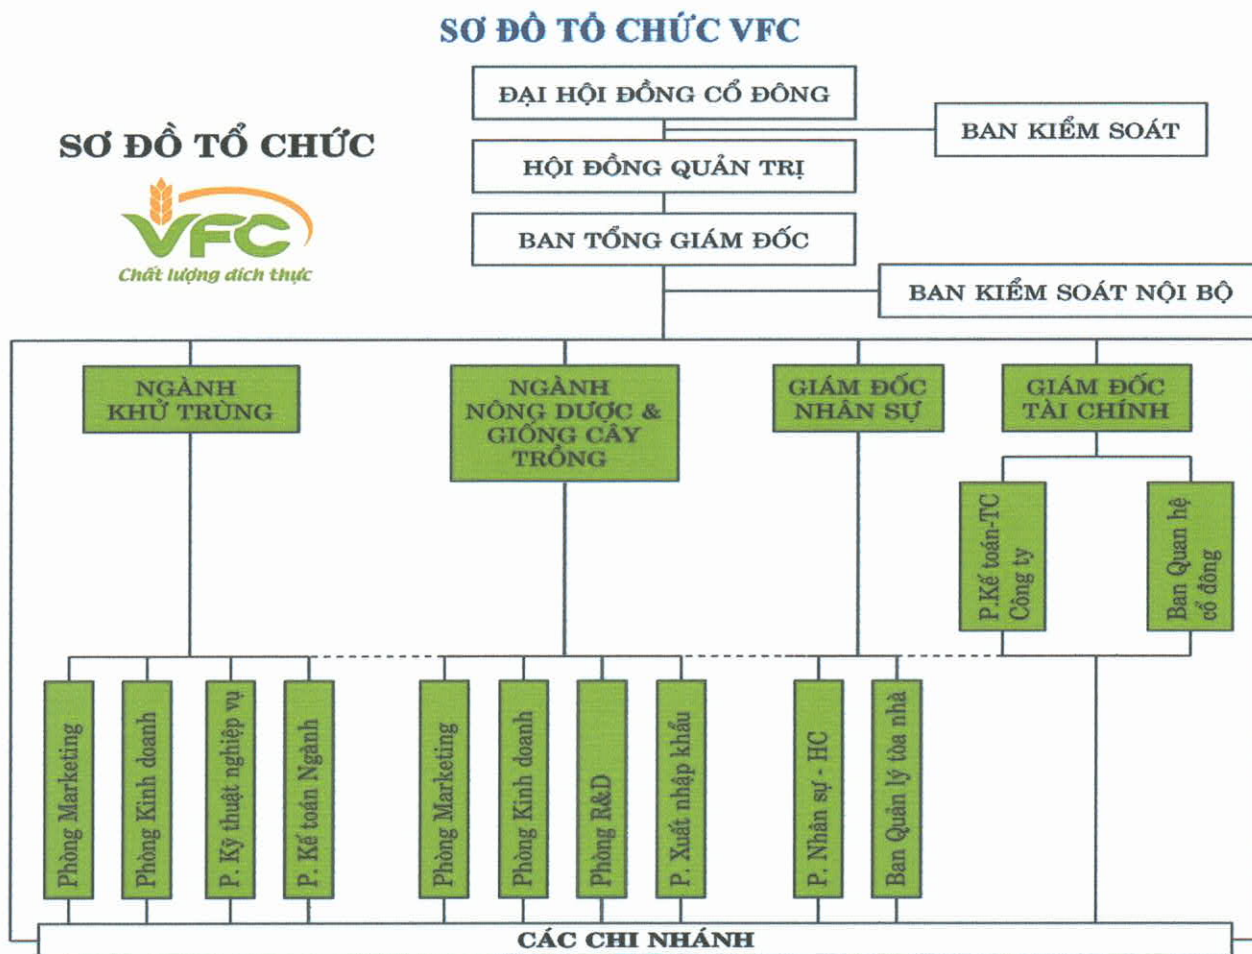 SƠ ĐỒ TỔ CHỨC VFC
ĐẠI HỘI ĐỒNG CỔ ĐÔNG
BAN KIỂM SOÁT
SƠ ĐỒ TỔ CHỨC
HỘI ĐỒNG QUẢN TRỊ
VFC
Chất lượng đích thực
BAN TỔNG GIÁM ĐỐC
BAN KIỂM SOÁT NỘI BỘ
NGÀNH
KHỬ TRÙNG
NGÀNH
NÔNG DƯỢC &
GIỐNG CÂY
TRỒNG
GIÁM ĐỐC
NHÂN SỰ
GIÁM ĐỐC
TÀI CHÍNH
P.Kế toán-TC
Công ty
Ban Quan hệ
cổ đông
Phòng Marketing
Phòng Kinh doanh
P. Kỹ thuật nghiệp vụ
P. Kế toán Ngành
Phòng Marketing
Phòng Kinh doanh
Phòng R&D
P. Xuất nhập khẩu
P. Nhân sự - HC
Ban Quản lý tòa nhà
CÁC CHI NHÁNH